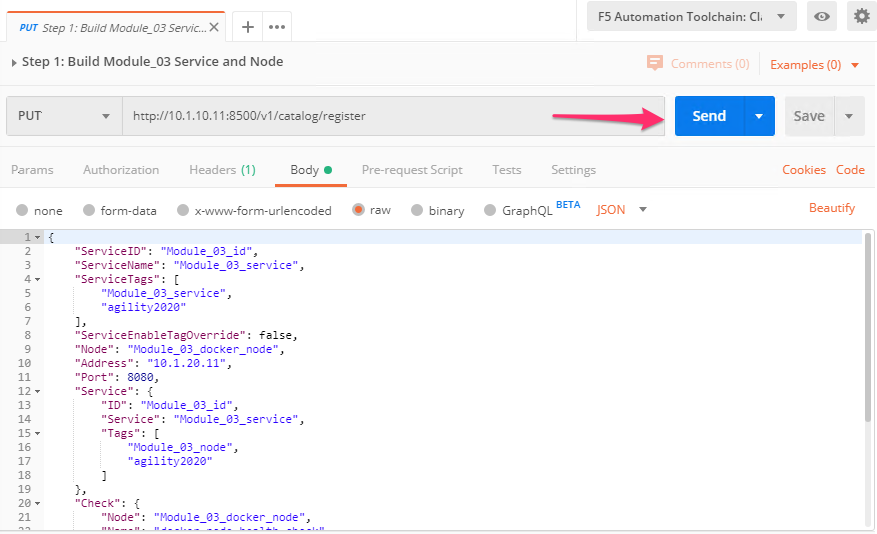 PUT Step 1: Build Module_03 Servic... ✕ + ••• F5 Automation Toolchain: Cl
Step 1: Build Module_03 Service and Node Comments (0) Examples (0)
PUT http://10.1.10.11:8500/v1/catalog/register Send Save
Params Authorization Headers (1) Body Pre-request Script Tests Settings Cookies Code
none form-data x-www-form-urlencoded raw binary GraphQL BETA JSON Beautify
1 {
2 "ServiceID": "Module_03_id",
3 "ServiceName": "Module_03_service",
4 "ServiceTags": [
5 "Module_03_service",
6 "agility2020"
7 ],
8 "ServiceEnableTagOverride": false,
9 "Node": "Module_03_docker_node",
10 "Address": "10.1.20.11",
11 "Port": 8080,
12 "Service": {
13 "ID": "Module_03_id",
14 "Service": "Module_03_service",
15 "Tags": [
16 "Module_03_node",
17 "agility2020"
18 ]
19 },
20 "Check": {
21 "Node": "Module_03_docker_node",